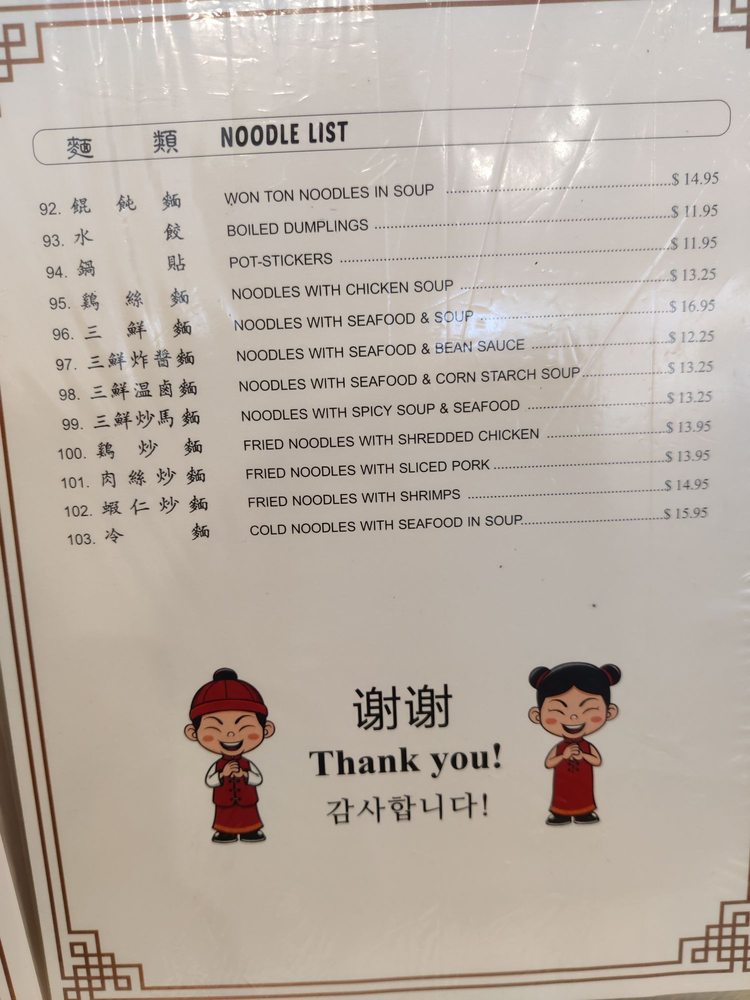 麵 類 NOODLE LIST
92. 餛 飩 麵 WON TON NOODLES IN SOUP $ 14.95
93. 水 餃 BOILED DUMPLINGS $ 11.95
94. 鍋 貼 POT-STICKERS $ 11.95
95. 鷄 絲 麵 NOODLES WITH CHICKEN SOUP $ 13.25
96. 三 鮮 麵 NOODLES WITH SEAFOOD & SOUP $ 16.95
97. 三鮮炸醬麵 NOODLES WITH SEAFOOD & BEAN SAUCE $ 12.25
98. 三鮮温鹵麵 NOODLES WITH SEAFOOD & CORN STARCH SOUP $ 13.25
99. 三鮮炒馬麵 NOODLES WITH SPICY SOUP & SEAFOOD $ 13.25
100. 鷄 炒 麵 FRIED NOODLES WITH SHREDDED CHICKEN $ 13.95
101. 肉 絲 炒 麵 FRIED NOODLES WITH SLICED PORK $ 13.95
102. 蝦 仁 炒 麵 FRIED NOODLES WITH SHRIMPS $ 14.95
103. 冷 麵 COLD NOODLES WITH SEAFOOD IN SOUP $ 15.95
谢谢
Thank you!
감사합니다!